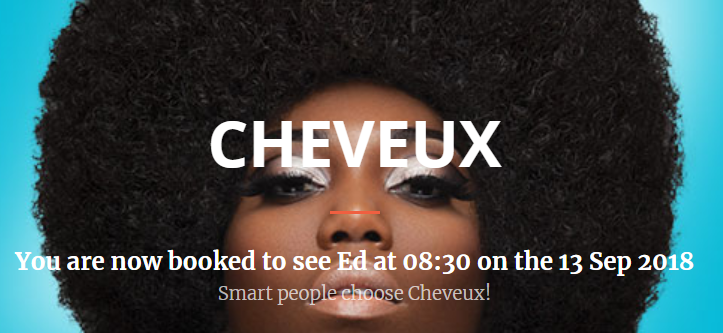 CHEVEUX
You are now booked to see Ed at 08:30 on the 13 Sep 2018
Smart people choose Cheveux!